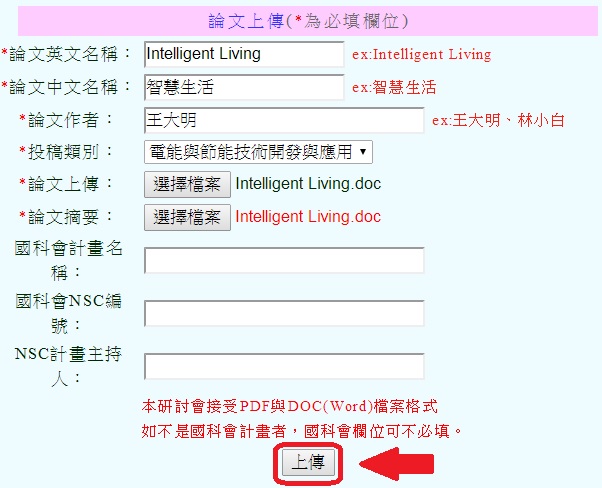 論文上傳(*為必填欄位)
*論文英文名稱： Intelligent Living ex:Intelligent Living
*論文中文名稱： 智慧生活 ex:智慧生活
*論文作者： 王大明 ex:王大明、林小白
*投稿類別： 電能與節能技術開發與應用
*論文上傳： 選擇檔案 Intelligent Living.doc
*論文摘要： 選擇檔案 Intelligent Living.doc
國科會計畫名
稱：
國科會NSC編
號：
NSC計畫主持
人：
本研討會接受PDF與DOC(Word)檔案格式
如不是國科會計畫者，國科會欄位可不必填。
上傳